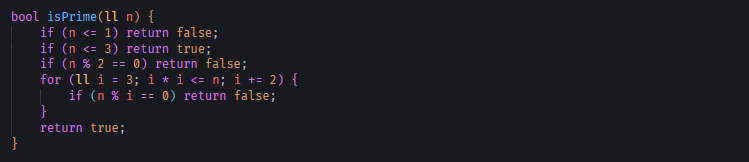 bool isPrime(ll n) {
    if (n <= 1) return false;
    if (n <= 3) return true;
    if (n % 2 == 0) return false;
    for (ll i = 3; i * i <= n; i += 2) {
        if (n % i == 0) return false;
    }
    return true;
}